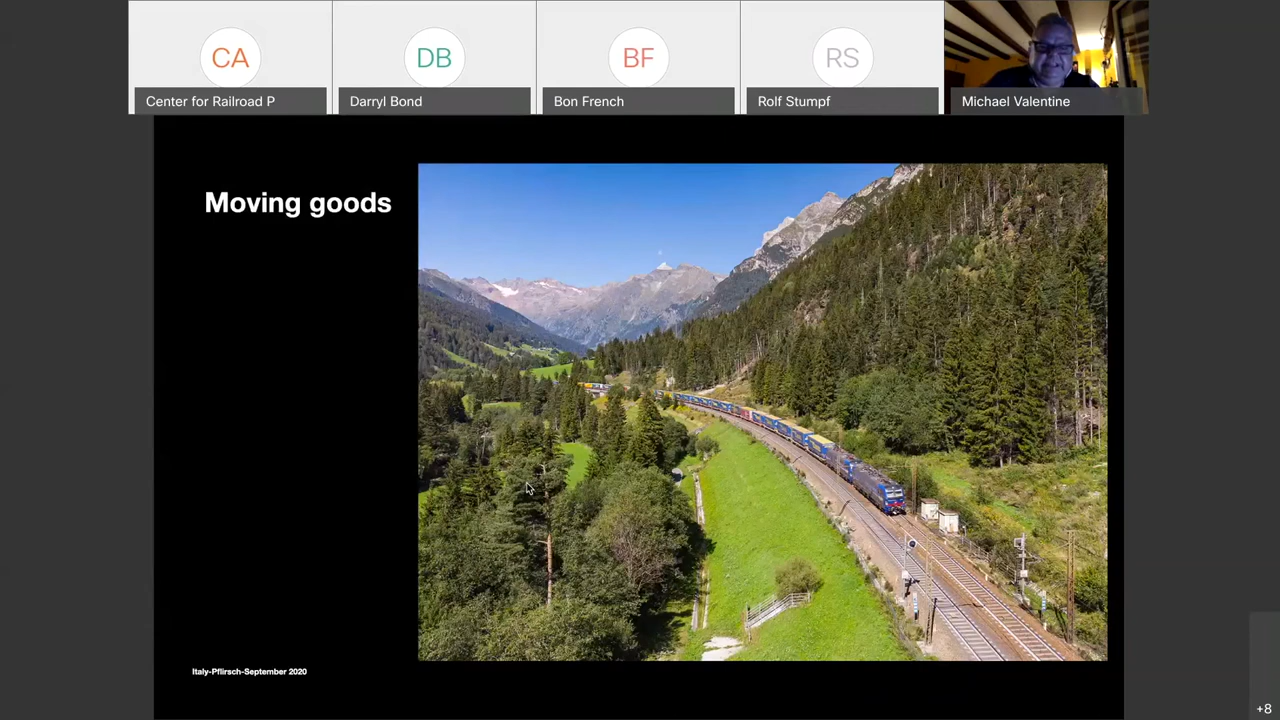 CA
DB
BF
RS
Center for Railroad P
Darryl Bond
Bon French
Rolf Stumpf
Michael Valentine
Moving goods
Italy-Pflirsch-September 2020
+8